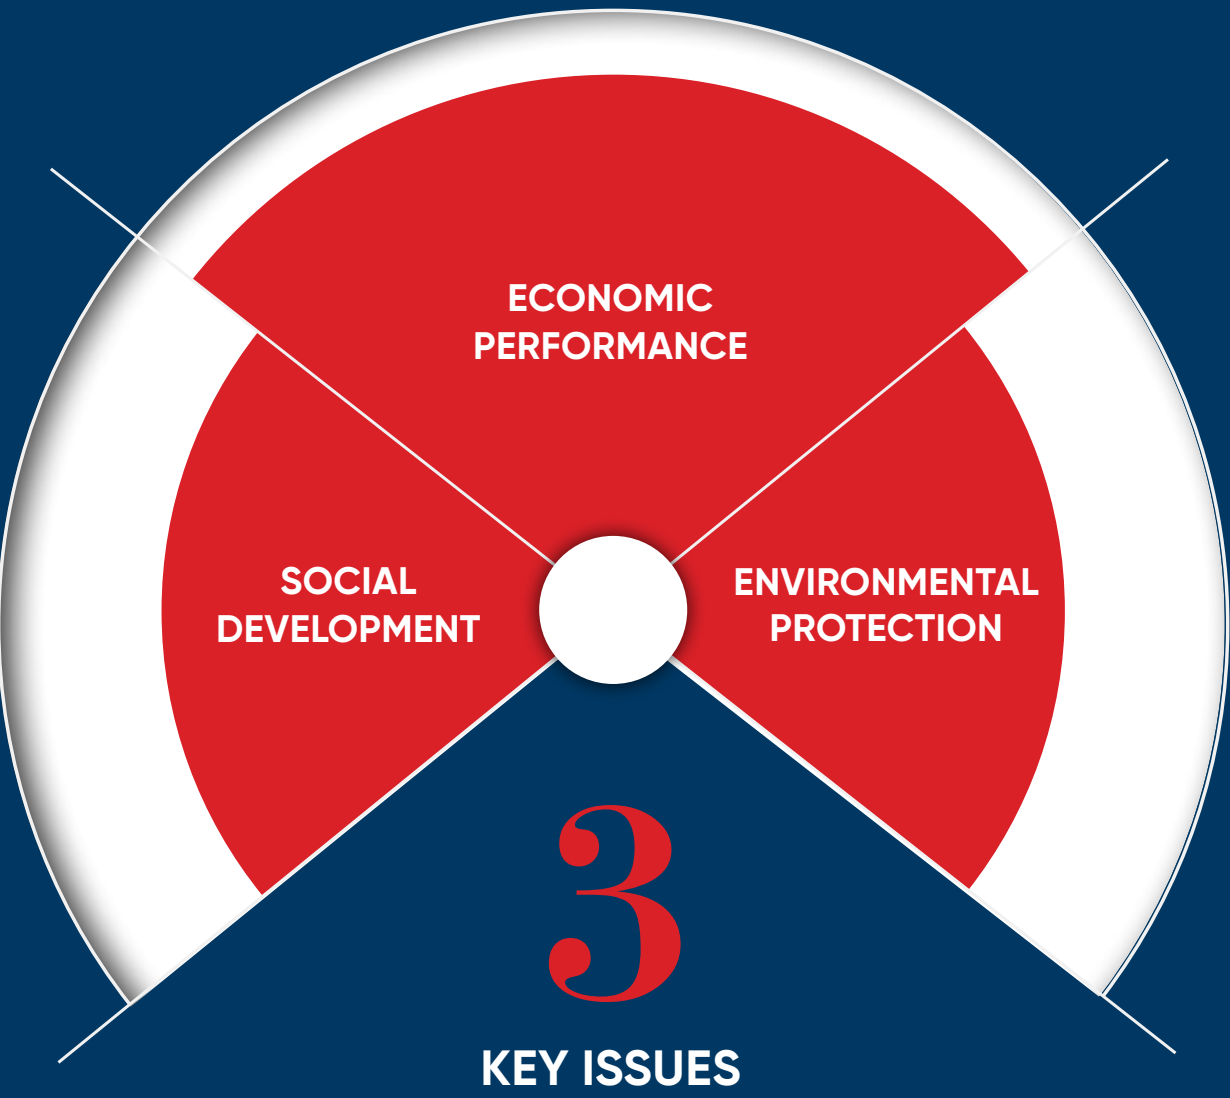 ECONOMIC
PERFORMANCE
SOCIAL
DEVELOPMENT
ENVIRONMENTAL
PROTECTION
3
KEY ISSUES